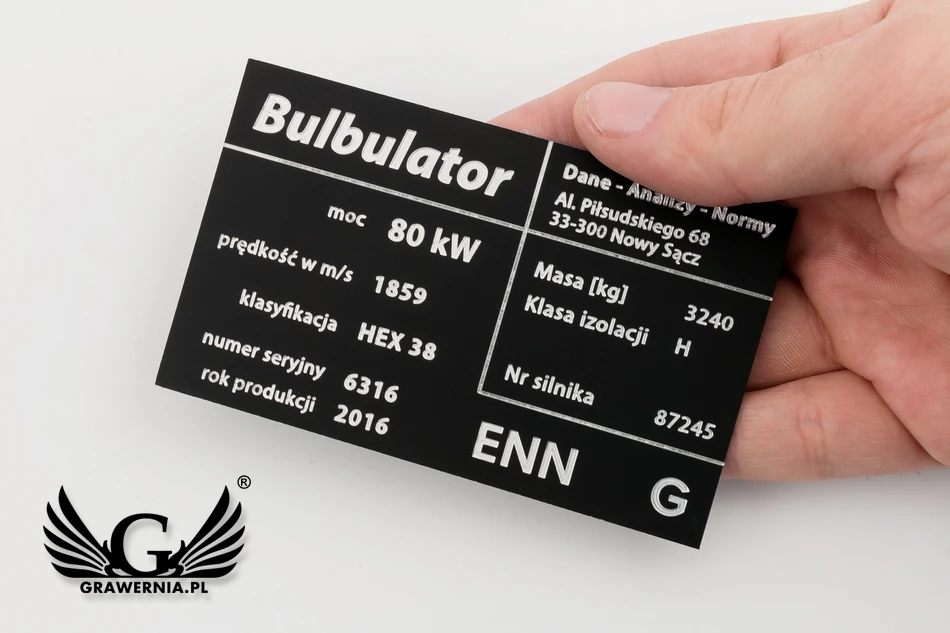 Bulbulator
moc 80 kW
prędkość w m/s 1859
klasyfikacja HEX 38
numer seryjny 6316
rok produkcji 2016
Dane - Analizy - Normy
Al. Piłsudskiego 68
33-300 Nowy Sącz
Masa [kg] 3240
Klasa izolacji H
Nr silnika 87245
ENN G
G ®
GRAWERNIA.PL